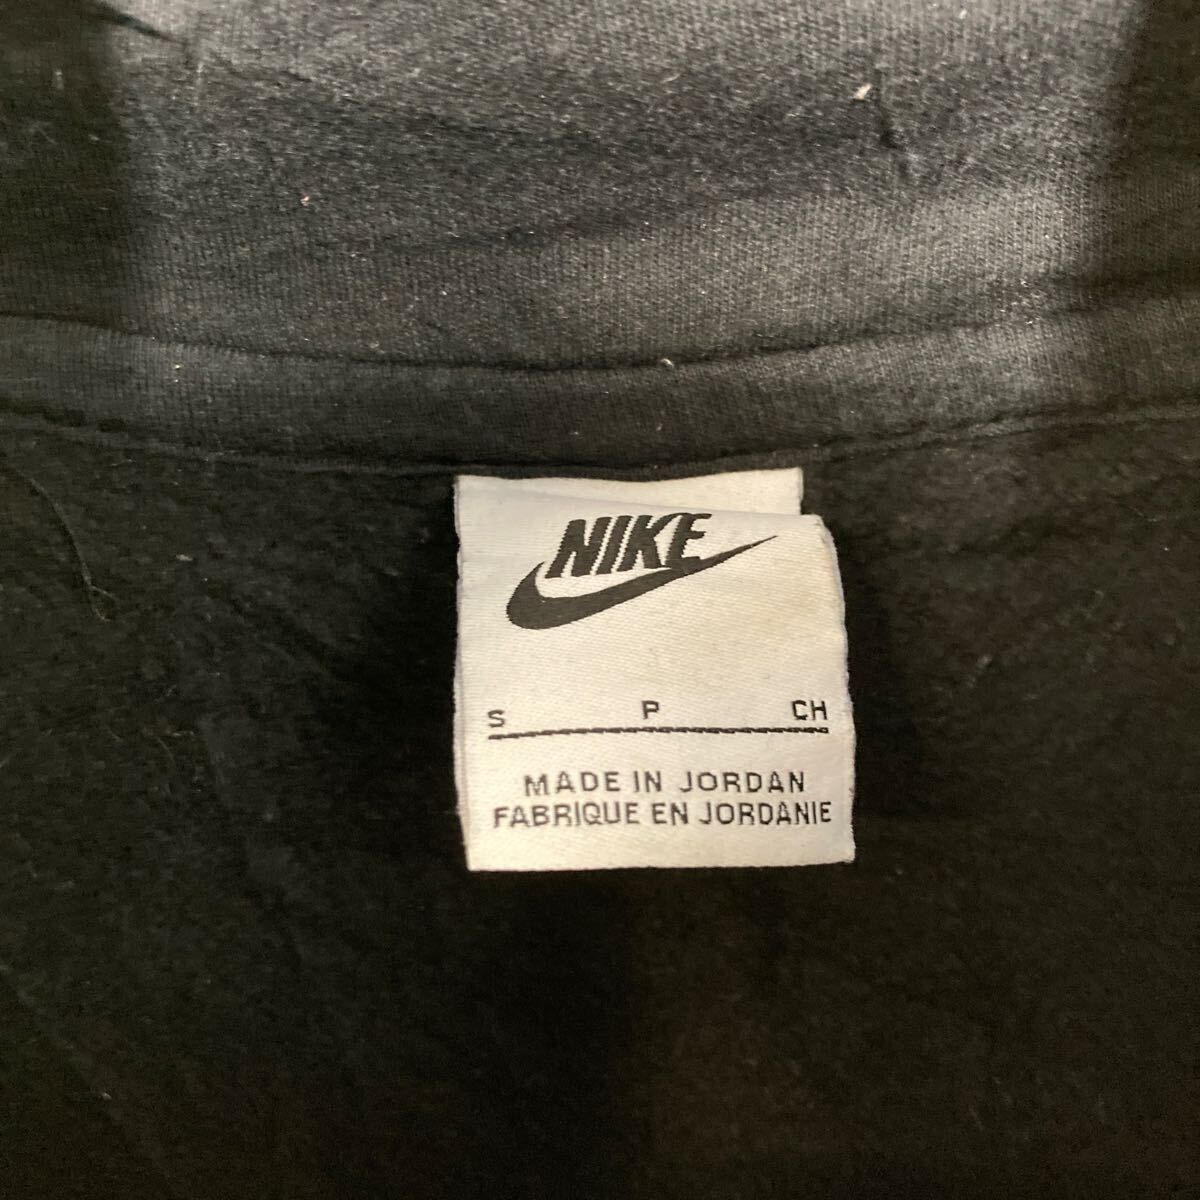 NIKE
S P CH
MADE IN JORDAN
FABRIQUE EN JORDANIE